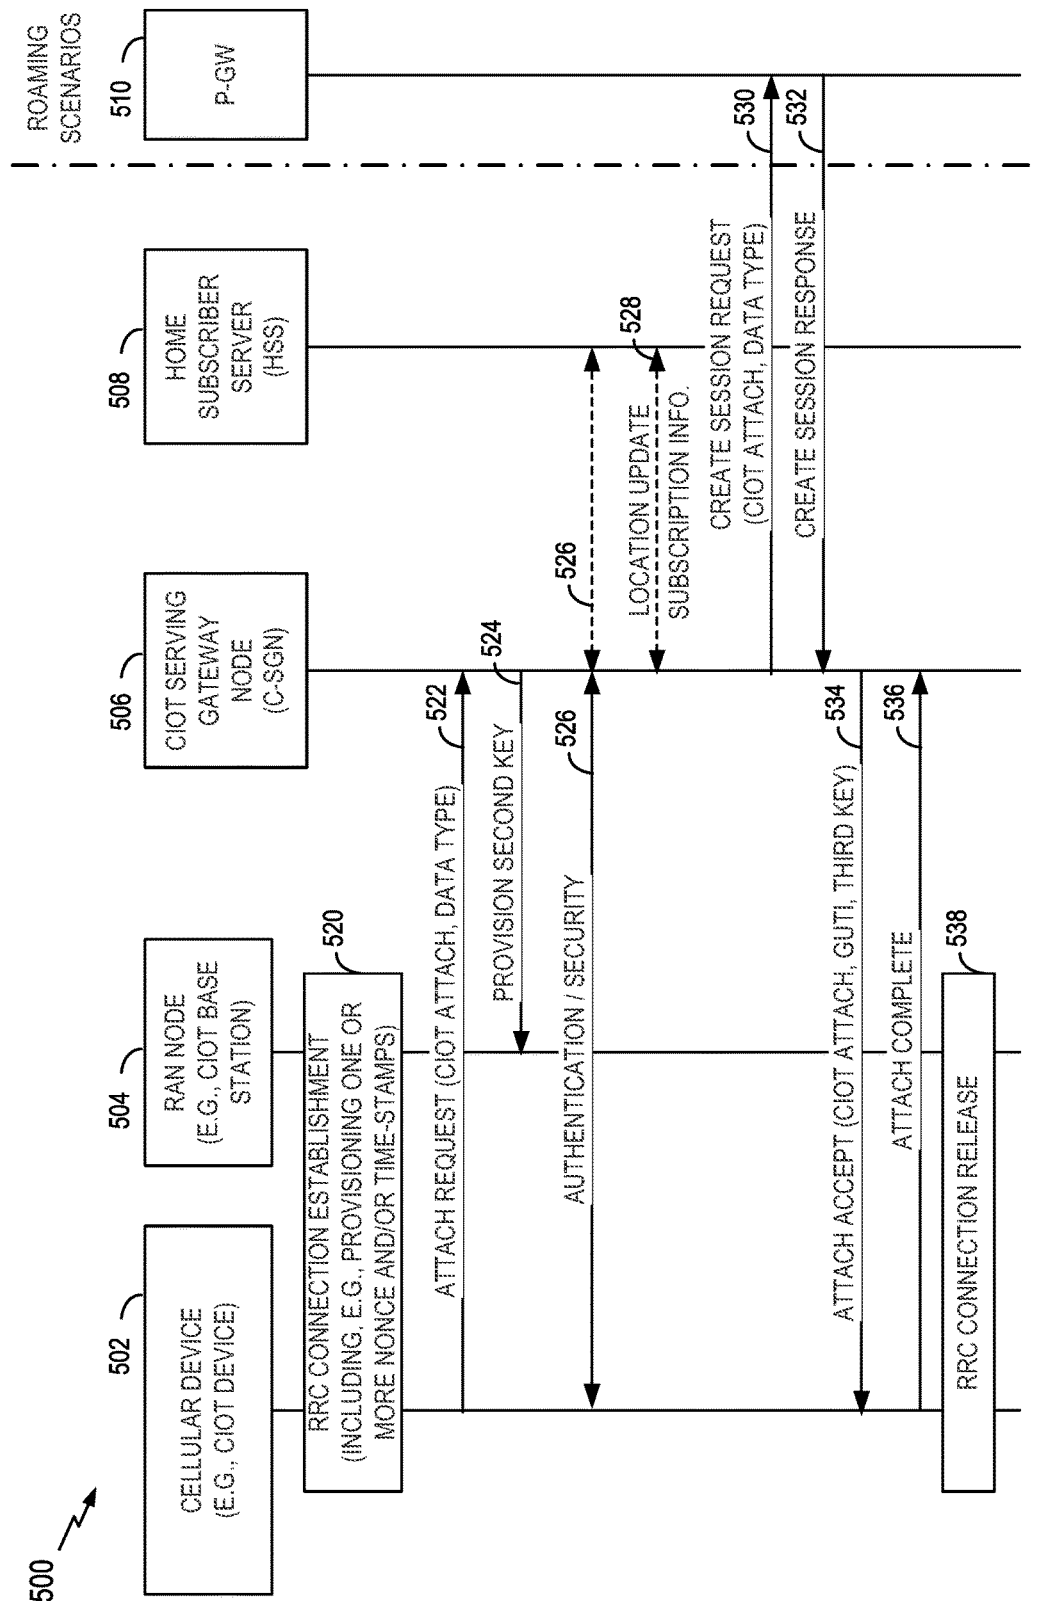 500
502
CELLULAR DEVICE
(E.G., CIOT DEVICE)
504
RAN NODE
(E.G., CIOT BASE
STATION)
506
CIOT SERVING
GATEWAY
NODE
(C-SGN)
508
HOME
SUBSCRIBER
SERVER
(HSS)
ROAMING
SCENARIOS
510
P-GW
520
RRC CONNECTION ESTABLISHMENT
(INCLUDING, E.G., PROVISIONING ONE OR
MORE NONCE AND/OR TIME-STAMPS)
ATTACH REQUEST (CIOT ATTACH, DATA TYPE)
522
PROVISION SECOND KEY
524
AUTHENTICATION / SECURITY
526
526
LOCATION UPDATE
528
SUBSCRIPTION INFO.
CREATE SESSION REQUEST
(CIOT ATTACH, DATA TYPE)
530
CREATE SESSION RESPONSE
532
ATTACH ACCEPT (CIOT ATTACH, GUTI, THIRD KEY)
534
ATTACH COMPLETE
536
RRC CONNECTION RELEASE
538